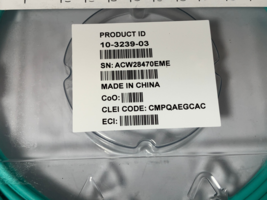 PRODUCT ID
10-3239-03
SN: ACW28470EME
MADE IN CHINA
CoO:
CLEI CODE: CMPQAEGCAC
ECI: